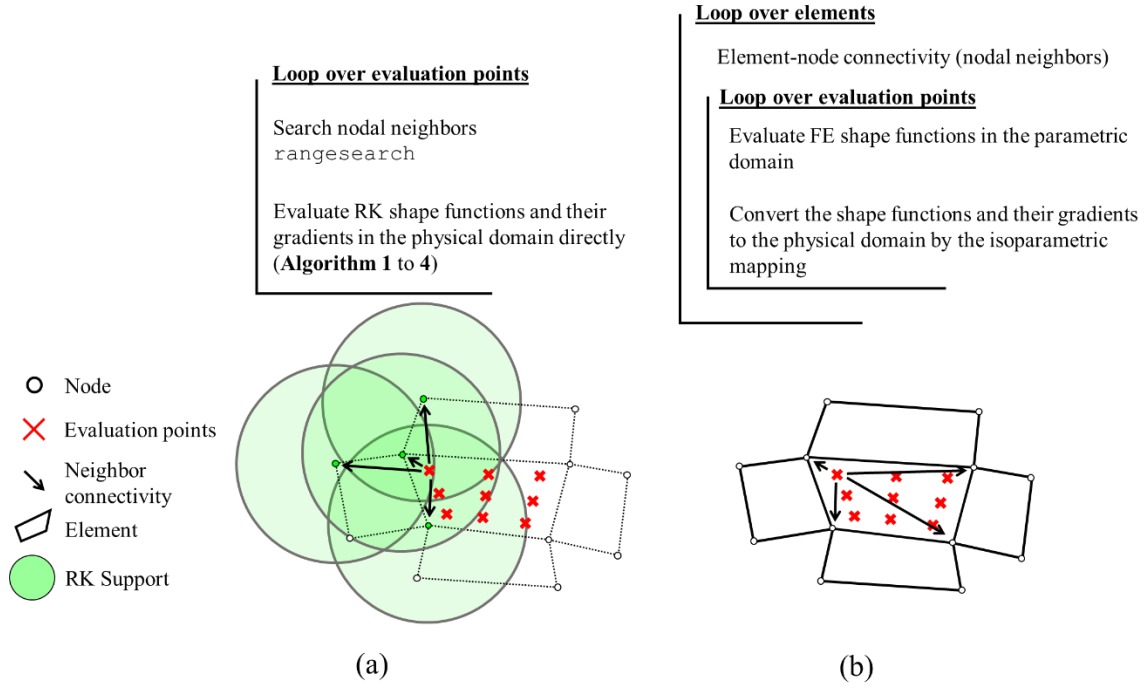 Loop over evaluation points
Search nodal neighbors
rangesearch
Evaluate RK shape functions and their
gradients in the physical domain directly
(Algorithm 1 to 4)
Loop over elements
Element-node connectivity (nodal neighbors)
Loop over evaluation points
Evaluate FE shape functions in the parametric
domain
Convert the shape functions and their gradients
to the physical domain by the isoparametric
mapping
Node
Evaluation points
Neighbor
connectivity
Element
RK Support
(a)
(b)